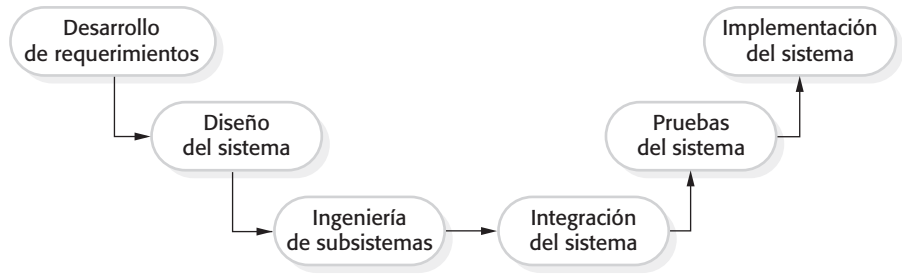 Desarrollo
de requerimientos
Diseño
del sistema
Ingeniería
de subsistemas
Integración
del sistema
Pruebas
del sistema
Implementación
del sistema